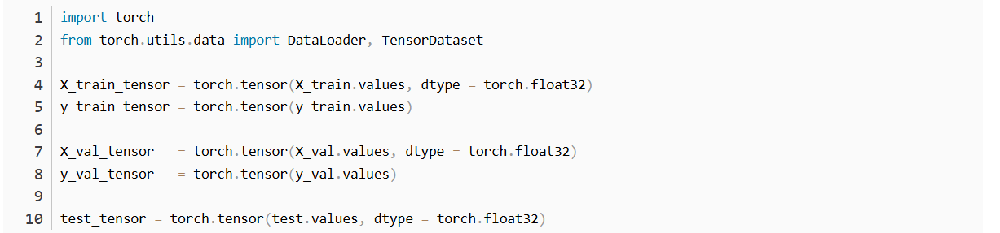 1 import torch
2 from torch.utils.data import DataLoader, TensorDataset
3
4 X_train_tensor = torch.tensor(X_train.values, dtype = torch.float32)
5 y_train_tensor = torch.tensor(y_train.values)
6
7 X_val_tensor   = torch.tensor(X_val.values, dtype = torch.float32)
8 y_val_tensor   = torch.tensor(y_val.values)
9
10 test_tensor = torch.tensor(test.values, dtype = torch.float32)